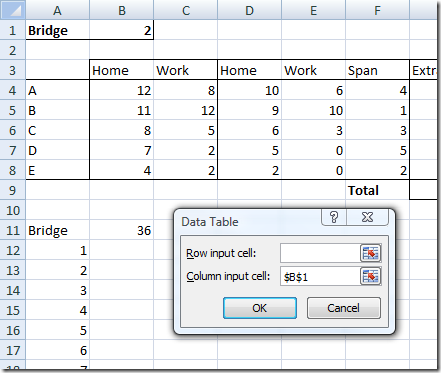 A B C D E F
1 Bridge 2
2
3 Home Work Home Work Span Extra
4 A 12 8 10 6 4
5 B 11 12 9 10 1
6 C 8 5 6 3 3
7 D 7 2 5 0 5
8 E 4 2 2 0 2
9 Total
10
11 Bridge 36
12 1
13 2
14 3
15 4
16 5
17 6
18 7
Data Table
?
Row input cell:
Column input cell: $B$1
OK Cancel